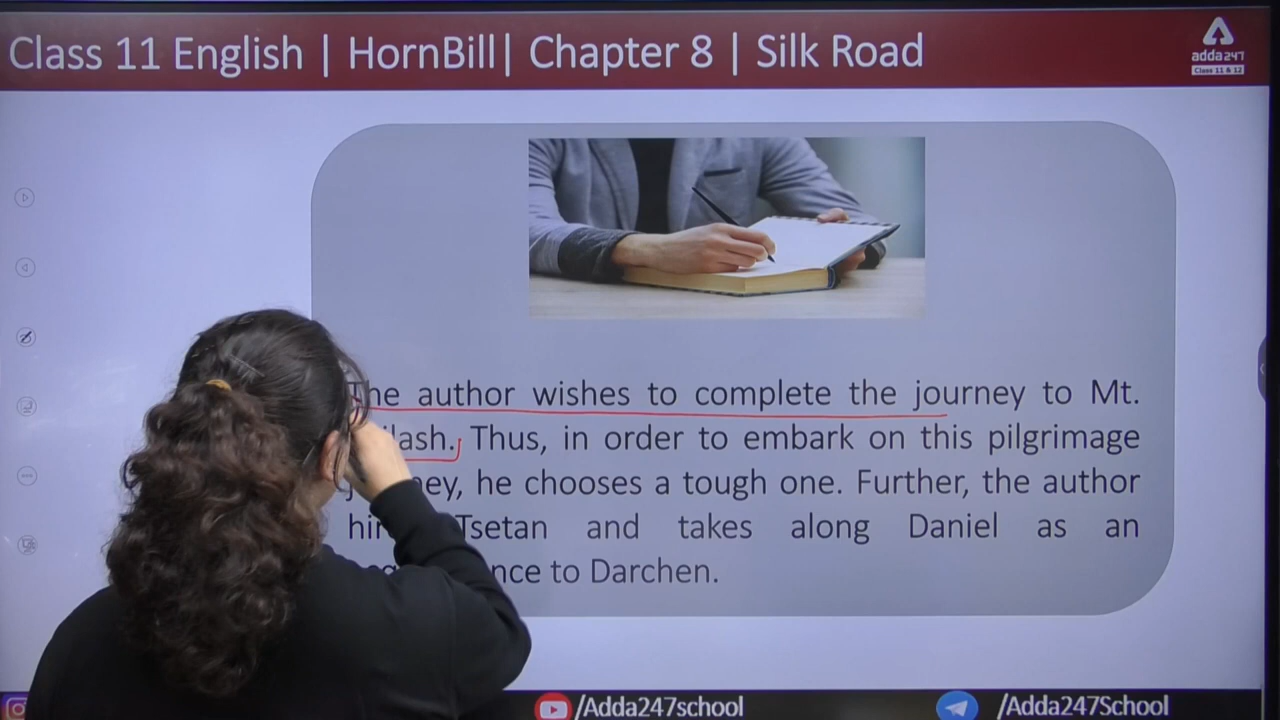 Class 11 English | HornBill| Chapter 8 | Silk Road
adda247
Class 11 & 12
The author wishes to complete the journey to Mt.
Thus, in order to embark on this pilgrimage
he chooses a tough one. Further, the author
Tsetan and takes along Daniel as an
to Darchen.
/Adda247school
/Adda247School